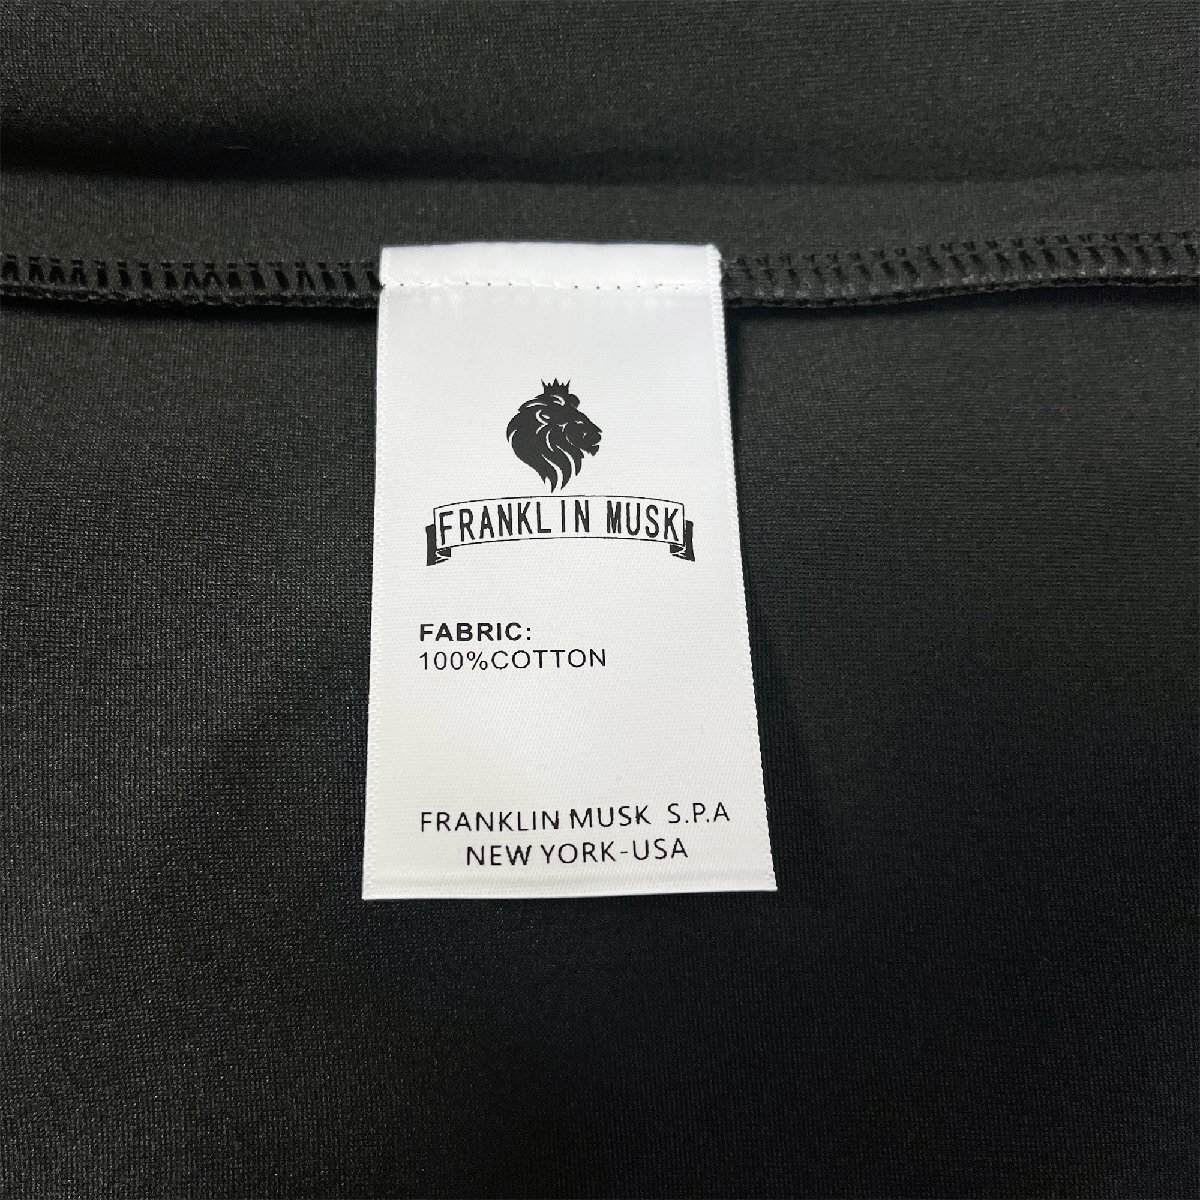 FRANKLIN MUSK
FABRIC:
100%COTTON
FRANKLIN MUSK S.P.A
NEW YORK-USA